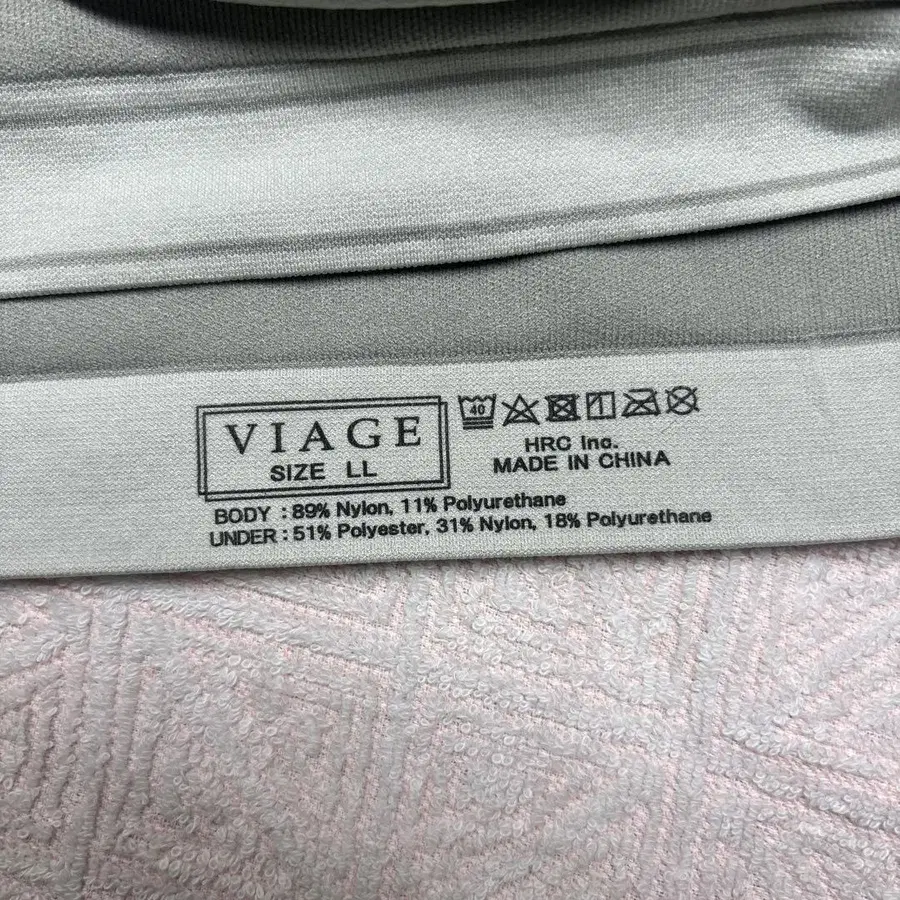 VIAGE
SIZE LL
40
HRC Inc.
MADE IN CHINA
BODY : 89% Nylon, 11% Polyurethane
UNDER : 51% Polyester, 31% Nylon, 18% Polyurethane